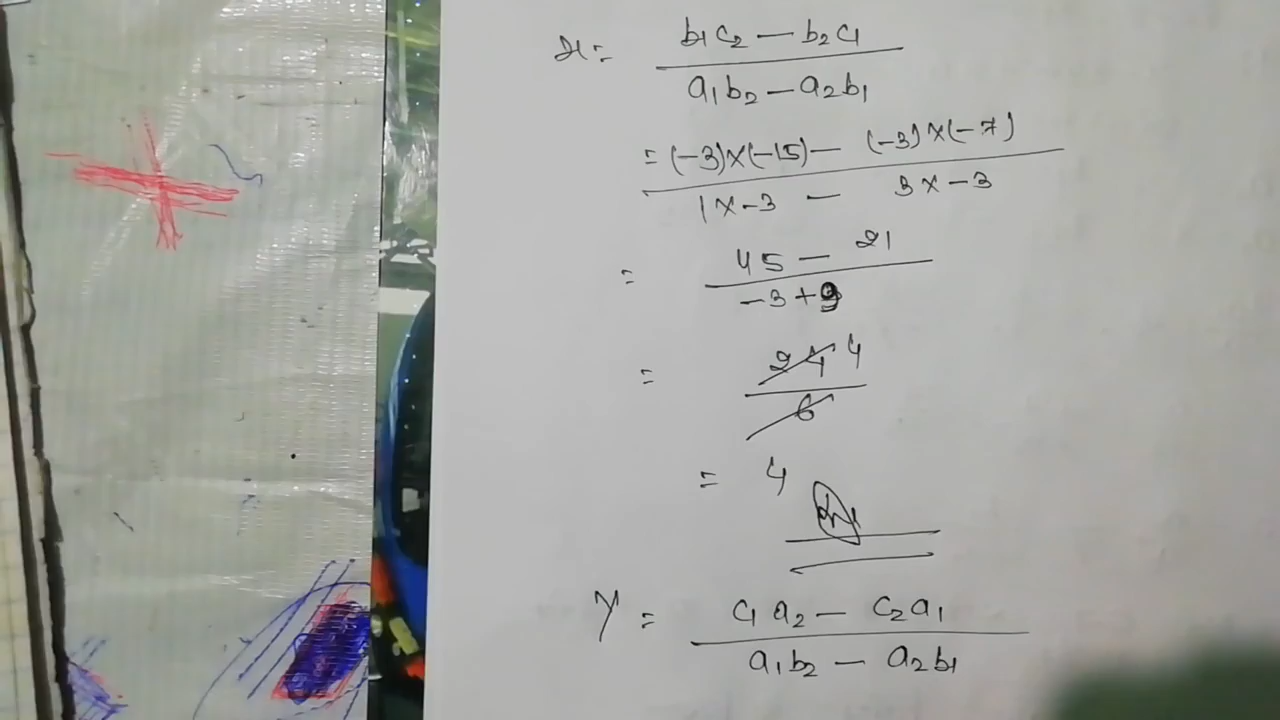 x = b₁c₂ — b₂c₁
a₁b₂ — a₂b₁
= (-3)×(-15) — (-3)×(-7)
1×-3 — 3×-3
= 45 — 21
-3+9
= 24 4
6
= 4
Y = c₁a₂ — c₂a₁
a₁b₂ — a₂b₁